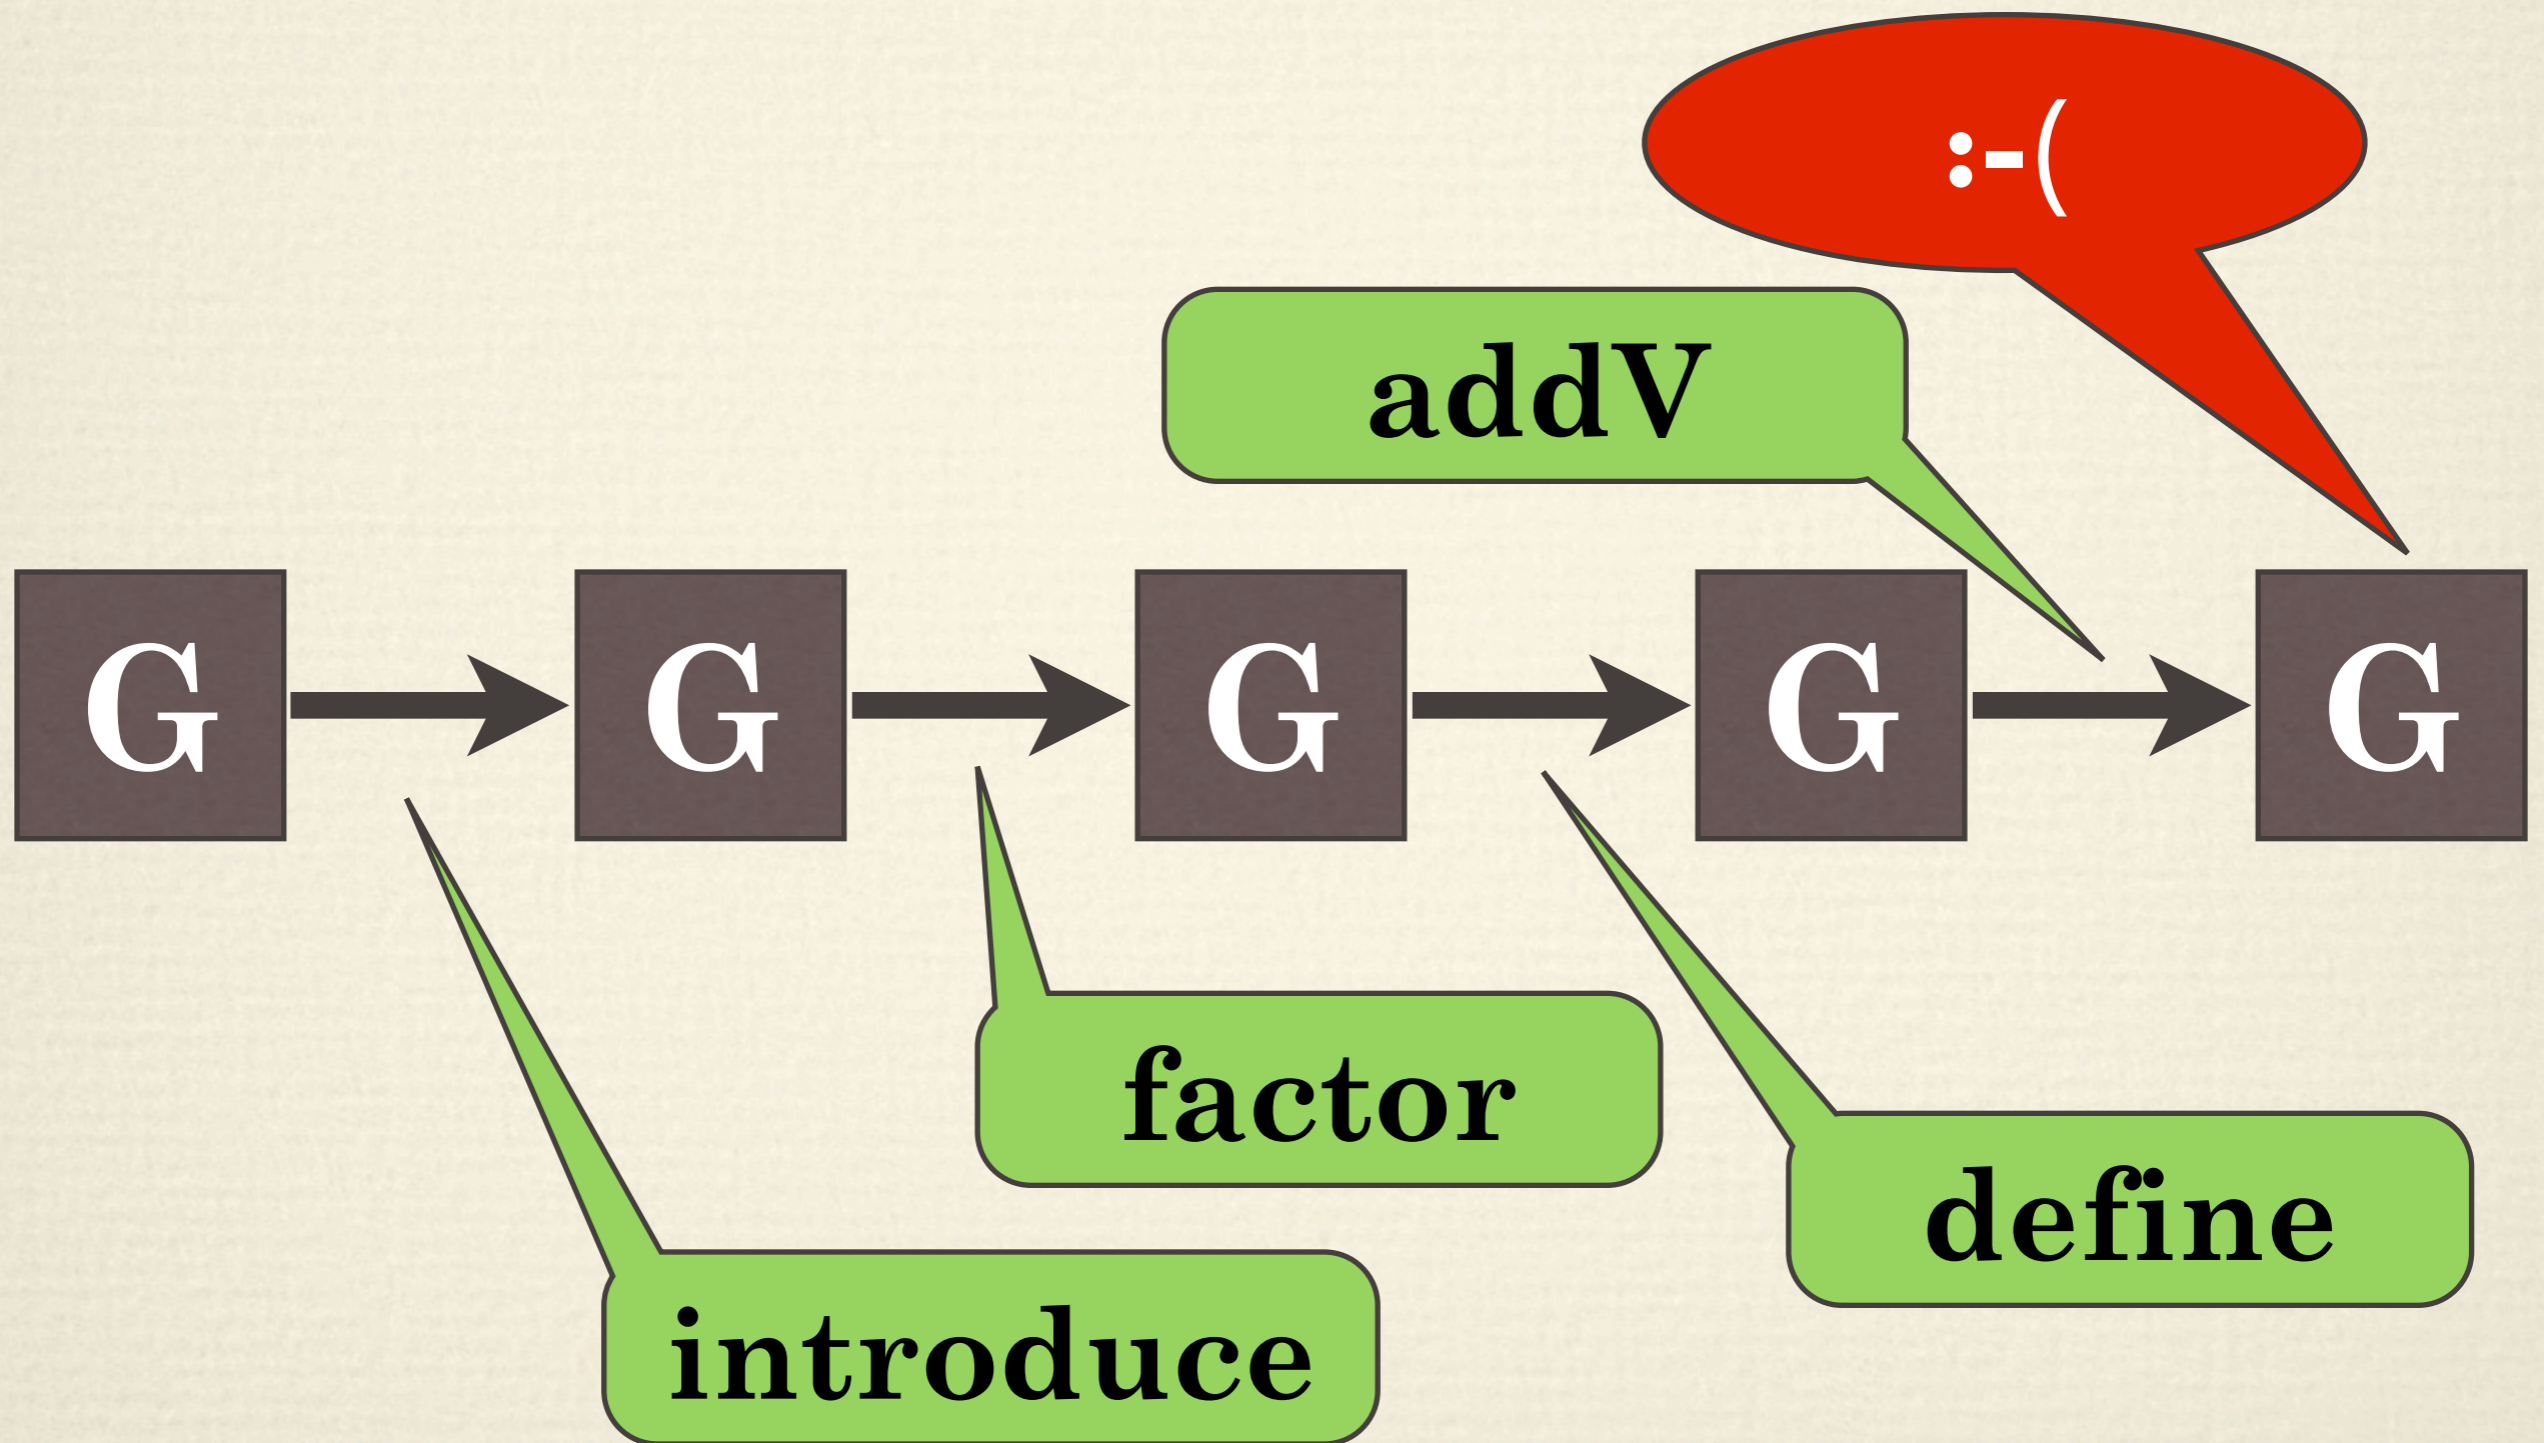 :-(
addV
G G G G G
factor
define
introduce